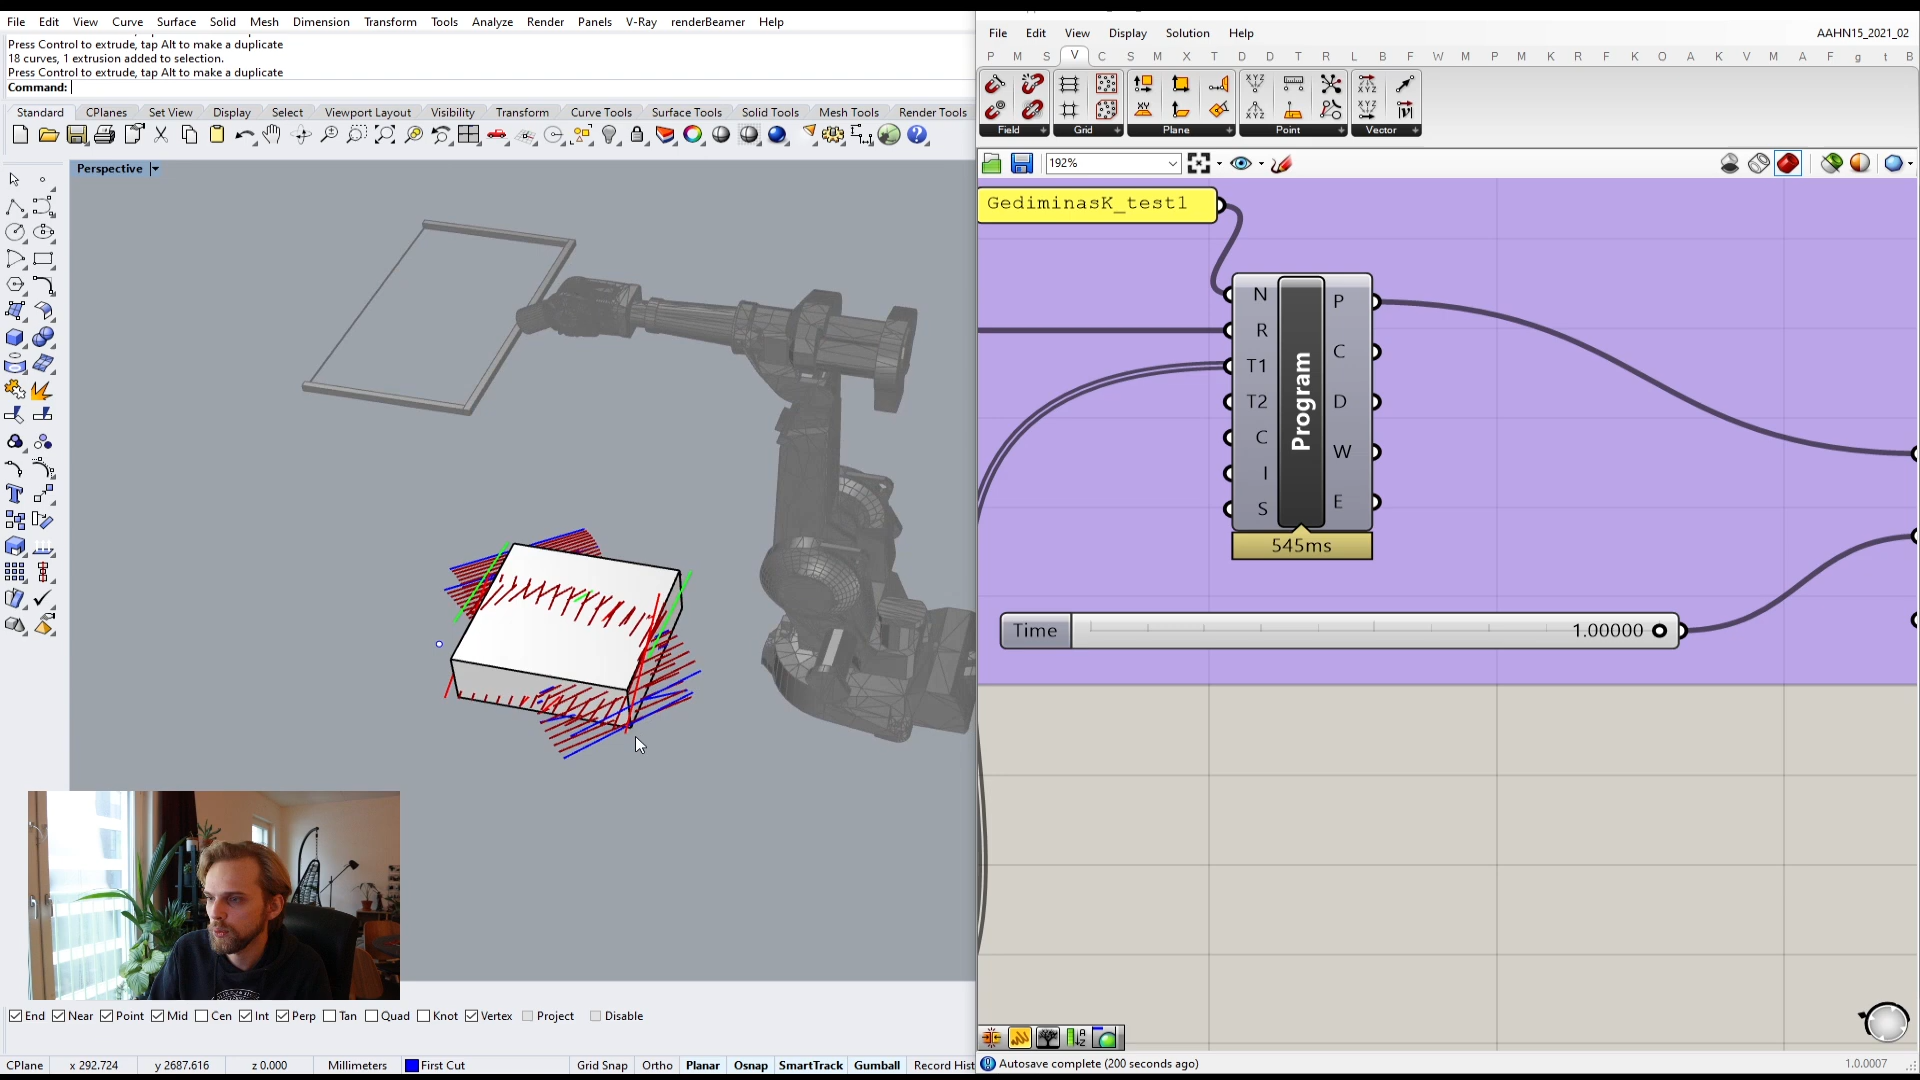 File Edit View Curve Surface Solid Mesh Dimension Transform Tools Analyze Render Panels V-Ray renderBeamer Help
Press Control to extrude, tap Alt to make a duplicate
18 curves, 1 extrusion added to selection.
Press Control to extrude, tap Alt to make a duplicate
Command:
Standard CPlanes Set View Display Select Viewport Layout Visibility Transform Curve Tools Surface Tools Solid Tools Mesh Tools Render Tools
Perspective
File Edit View Display Solution Help
AAHN15_2021_02
P M S V C S M X T D D T R L B F W M P M X M K R F K O A K V M A F g t B
Field Grid Plane Point Vector
192%
GediminasK_test1
N
R
T1
T2
C
I
S
Program
P
C
D
W
E
545ms
Time 1.00000
End Near Point Mid Cen Int Perp Tan Quad Knot Vertex Project Disable
CPlane x 292.724 y 2687.616 z 0.000 Millimeters First Cut Grid Snap Ortho Planar Osnap SmartTrack Gumball Record Hist
Autosave complete (200 seconds ago)
1.0.0007